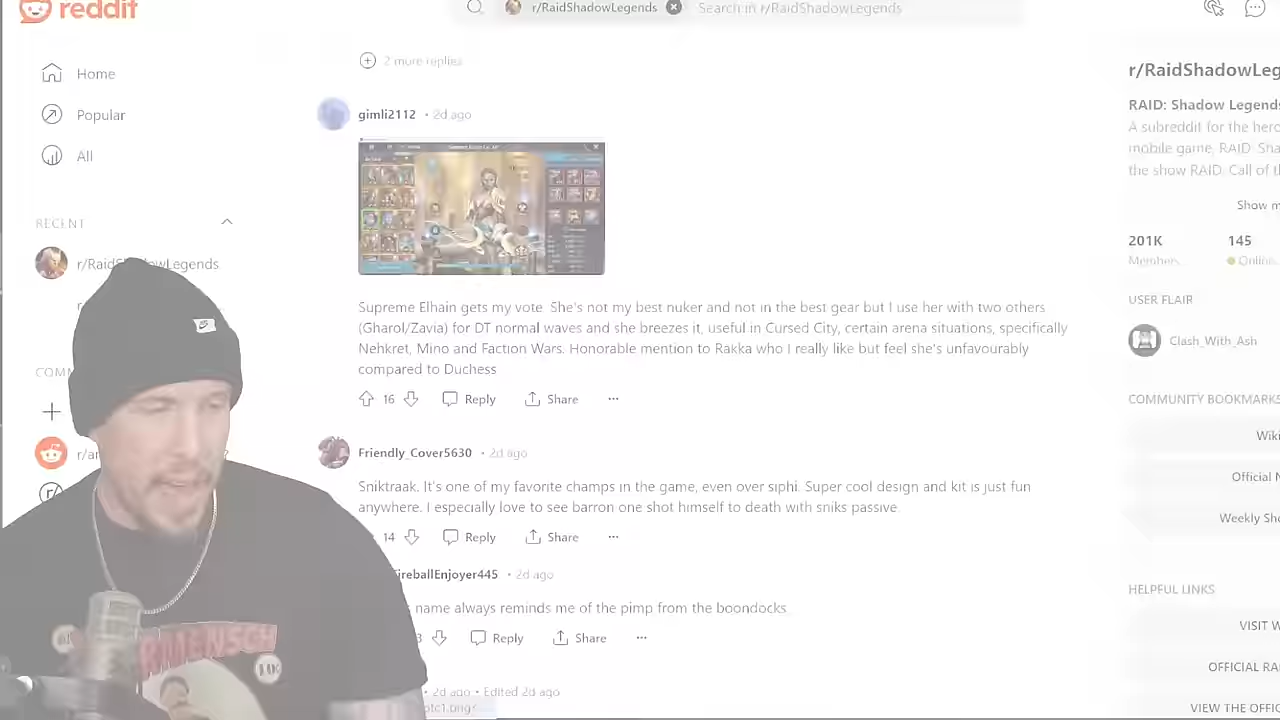 reddit
r/RaidShadowLegends
Search in r/RaidShadowLegends
Home
Popular
All
RECENT
r/RaidShadowLegends
2 more replies
gimli2112 • 2d ago
Supreme Elhain gets my vote. She's not my best nuker and not in the best gear but I use her with two others
(Gharol/Zavia) for DT normal waves and she breezes it, useful in Cursed City, certain arena situations, specifically
Nehkret, Mino and Faction Wars. Honorable mention to Rakka who I really like but feel she's unfavourably
compared to Duchess
16
Reply
Share
Friendly_Cover5630 • 2d ago
Sniktraak. It's one of my favorite champs in the game, even over siphi. Super cool design and kit is just fun
anywhere. I especially love to see barron one shot himself to death with sniks passive.
14
Reply
Share
FireballEnjoyer445 • 2d ago
name always reminds me of the pimp from the boondocks
3
Reply
Share
• 2d ago • Edited 2d ago
r/RaidShadowLeg
RAID: Shadow Legends
A subreddit for the hero
mobile game, RAID: Sha
the show RAID: Call of t
Show m
201K
145
Members
Onli
USER FLAIR
Clash_With_Ash
COMMUNITY BOOKMARKS
Wiki
Official N
Weekly She
HELPFUL LINKS
VISIT W
OFFICIAL RA
VIEW THE OFFIC